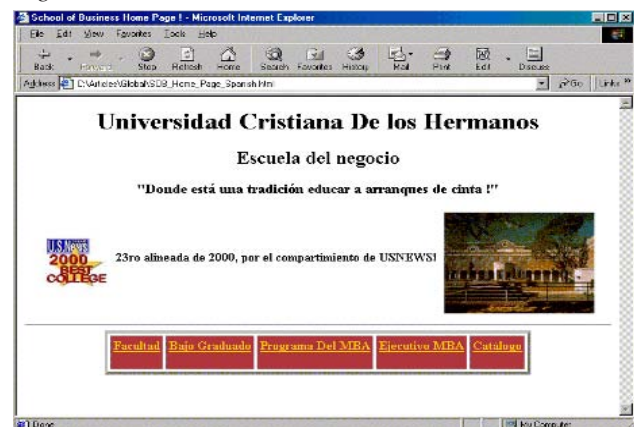 School of Business Home Page ! - Microsoft Internet Explorer
File Edit View Favorites Tools Help
Back Forward Stop Refresh Home Search Favorites History Mail Print Edit Discuss
Address Go Links »
Universidad Cristiana De los Hermanos
Escuela del negocio
"Donde está una tradición educar a arranques de cinta !"
U.S.News
2000
BEST
COLLEGE
23ro alineada de 2000, por el compartimiento de USNEWS!
Facultad Bajo Graduado Programa Del MBA Ejecutivo MBA Catálogo
Done My Computer